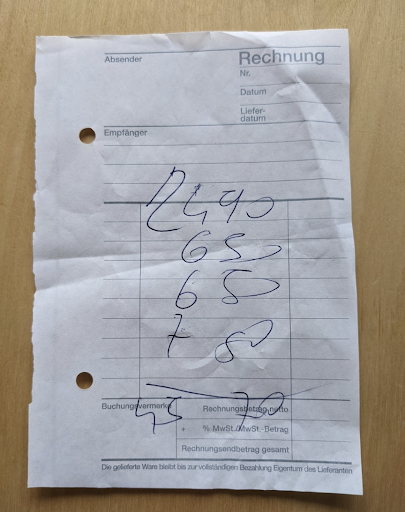 Absender
Rechnung
Nr.
Datum
Liefer-
datum
Empfänger
24 90
6 50
6 50
7 80
45 70
Buchungsvermerke
Rechnungsbetrag netto
+ % MwSt./MwSt.-Betrag
Rechnungsendbetrag gesamt
Die gelieferte Ware bleibt bis zur vollständigen Bezahlung Eigentum des Lieferanten